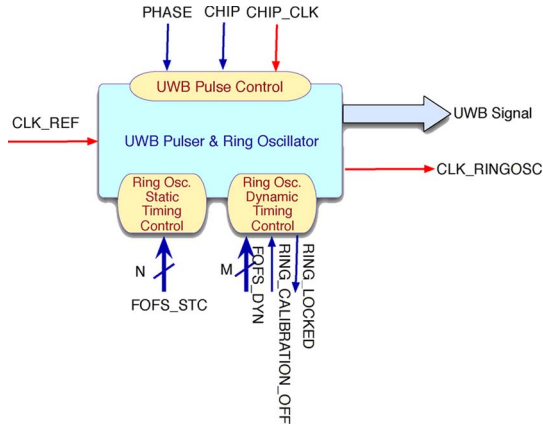 PHASE
CHIP
CHIP_CLK
UWB Pulse Control
CLK_REF
UWB Signal
UWB Pulser & Ring Oscillator
CLK_RINGOSC
Ring Osc.
Static
Timing
Control
Ring Osc.
Dynamic
Timing
Control
N
FOFS_STC
M
FOFS_DYN
RING_CALIBRATION_OFF
RING_LOCKED